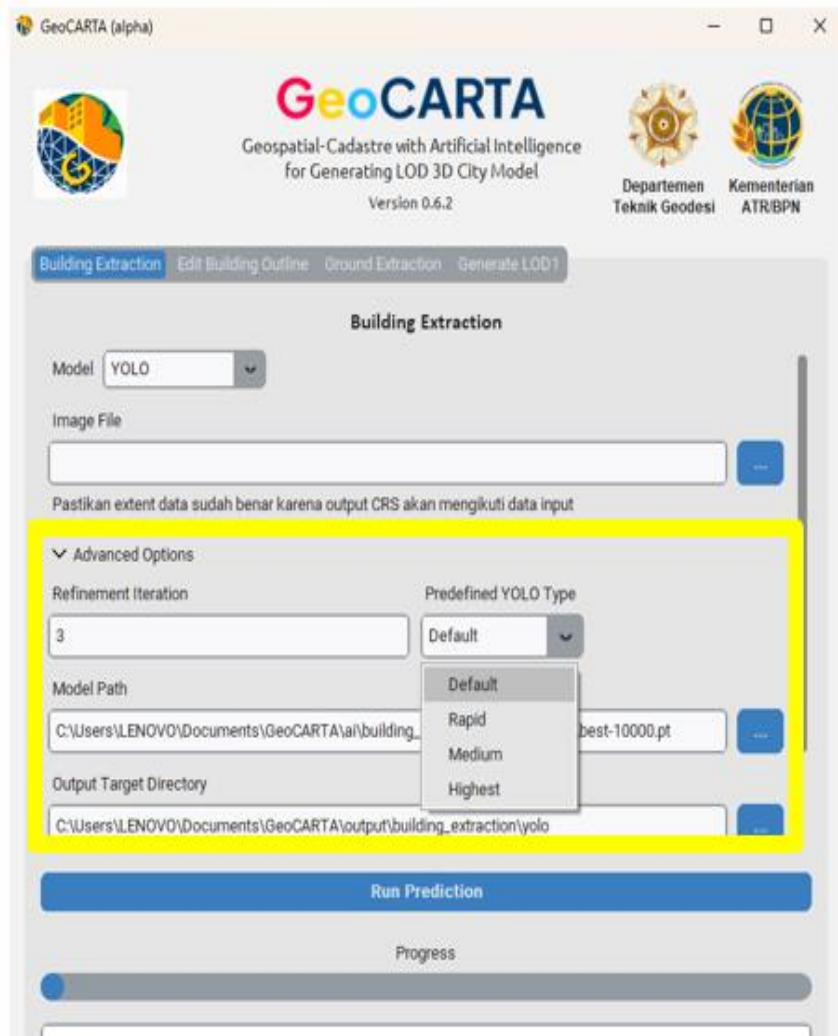 GeoCARTA (alpha)
GeoCARTA
Geospatial-Cadastre with Artificial Intelligence
for Generating LOD 3D City Model
Version 0.6.2
Departemen
Teknik Geodesi
Kementerian
ATR/BPN
Building Extraction Edit Building Outline Ground Extraction Generate LOD1
Building Extraction
Model YOLO
Image File
...
Pastikan extent data sudah benar karena output CRS akan mengikuti data input
Advanced Options
Refinement Iteration Predefined YOLO Type
3 Default
Default
Rapid
Medium
Highest
Model Path
C:\Users\LENOVO\Documents\GeoCARTA\ai\building_ best-10000.pt ...
Output Target Directory
C:\Users\LENOVO\Documents\GeoCARTA\output\building_extraction\yolo ...
Run Prediction
Progress